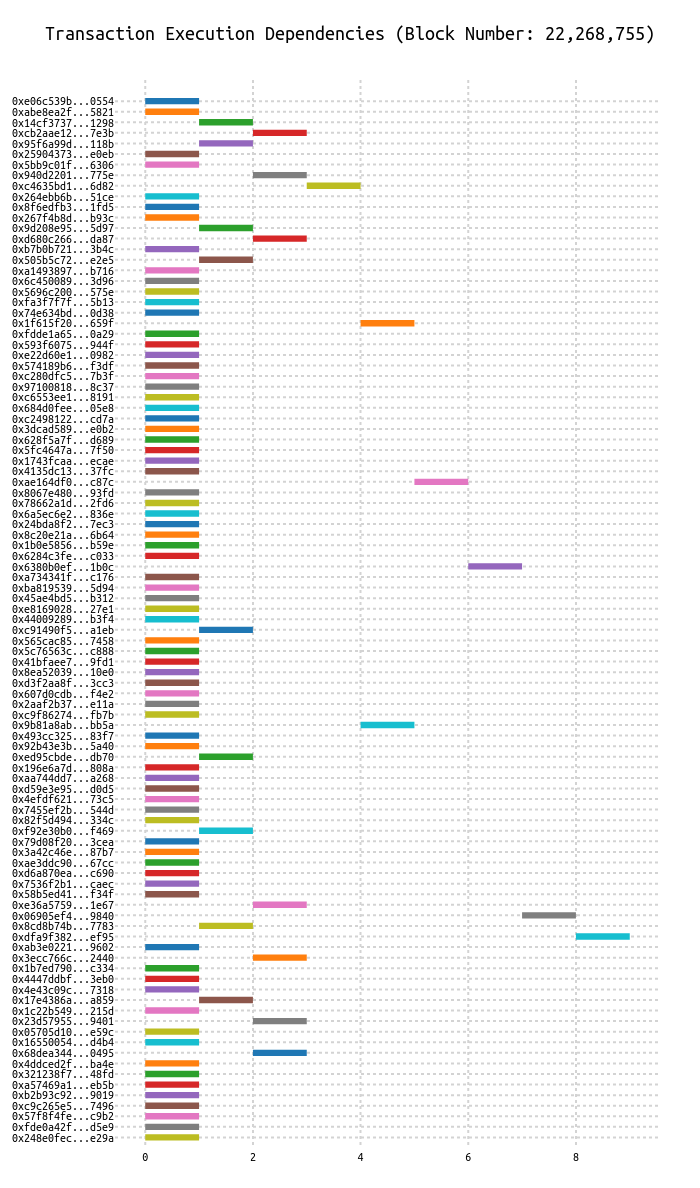 Transaction Execution Dependencies (Block Number: 22,268,755)
0xe06c539b...0554
0xabe8ea2f...5821
0x14cf3737...1298
0xcb2aae12...7e3b
0x95f6a99d...118b
0x25904373...e0eb
0x5bb9c01f...6306
0x940d2201...775e
0xc4635bd1...6d82
0x264ebb6b...51ce
0x8f6edfb3...1fd5
0x267f4b8d...b93c
0x9d208e95...5d97
0xd680c266...da87
0xb7b0b721...3b4c
0x505b5c72...e2e5
0xa1493897...b716
0x6c450089...3d96
0x5696c200...575e
0xfa3f7f7f...5b13
0x74e634bd...0d38
0x1f615f20...659f
0xfdde1a65...0a29
0x593f6075...944f
0xe22d60e1...0982
0x574189b6...f3df
0xc280dfc5...7b3f
0x97100818...8c37
0xc6553ee1...8191
0x684d0fee...05e8
0xc2498122...cd7a
0x3dcad589...e0b2
0x628f5a7f...d689
0x5fc4647a...7f50
0x1743fcaa...ecae
0x4135dc13...37fc
0xae164df0...c87c
0x8067e480...93fd
0x78662a1d...2fd6
0x6a5ec6e2...836e
0x24bda8f2...7ec3
0x8c20e21a...6b64
0x1b0e5856...b59e
0x6284c3fe...c033
0x6380b0ef...1b0c
0xa734341f...c176
0xba819539...5d94
0x45ae4bd5...b312
0xe8169028...27e1
0x44009289...b3f4
0xc91490f5...a1eb
0x565cac85...7458
0x5c76563c...c888
0x41bfaee7...9fd1
0x8ea52039...10e0
0xd3f2aa8f...3cc3
0x607d0cdb...f4e2
0x2aaf2b37...e11a
0xc9f86274...fb7b
0x9b81a8ab...bb5a
0x493cc325...83f7
0x92b43e3b...5a40
0xed95cbde...db70
0x196e6a7d...808a
0xaa744dd7...a268
0xd59e3e95...d0d5
0x4efdf621...73c5
0x7455ef2b...544d
0x82f5d494...334c
0xf92e30b0...f469
0x79d08f20...3cea
0x3a42c46e...87b7
0xae3ddc90...67cc
0xd6a870ea...c690
0x7536f2b1...caec
0x58b5ed41...f34f
0xe36a5759...1e67
0x06905ef4...9840
0x8cd8b74b...7783
0xdfa9f382...ef95
0xab3e0221...9602
0x3ecc766c...2440
0x1b7ed790...c334
0x4447ddbf...3eb0
0x4e43c09c...7318
0x17e4386a...a859
0x1c22b549...215d
0x23d57955...9401
0x05705d10...e59c
0x16550054...d4b4
0x68dea344...0495
0x4ddced2f...ba4e
0x321238f7...48fd
0xa57469a1...eb5b
0xb2b93c92...9019
0xc9c265e5...7496
0x57f8f4fe...c9b2
0xfde0a42f...d5e9
0x248e0fec...e29a
0 2 4 6 8